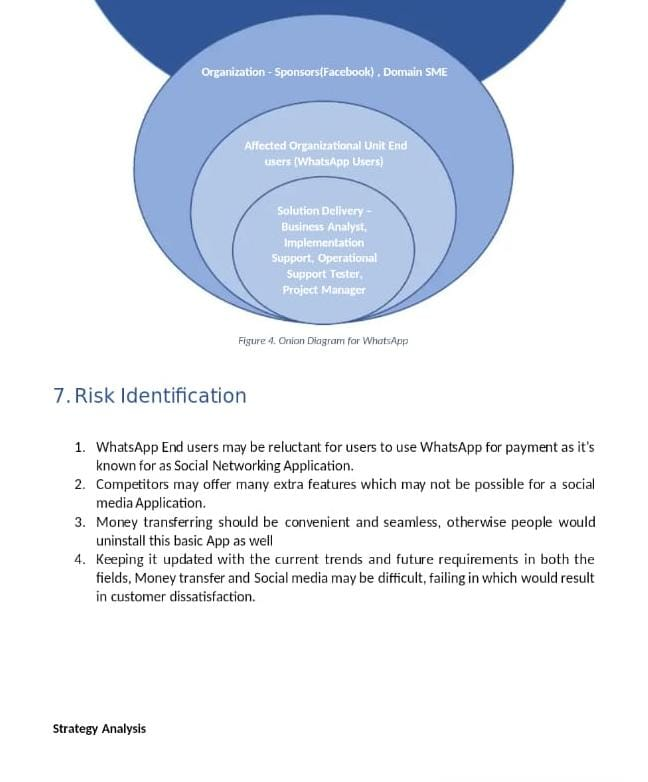 Organization - Sponsors(Facebook) , Domain SME
Affected Organizational Unit End
users (WhatsApp Users)
Solution Delivery –
Business Analyst,
Implementation
Support, Operational
Support Tester,
Project Manager
Figure 4. Onion Diagram for WhatsApp
7. Risk Identification
1. WhatsApp End users may be reluctant for users to use WhatsApp for payment as it's
known for as Social Networking Application.
2. Competitors may offer many extra features which may not be possible for a social
media Application.
3. Money transferring should be convenient and seamless, otherwise people would
uninstall this basic App as well
4. Keeping it updated with the current trends and future requirements in both the
fields, Money transfer and Social media may be difficult, failing in which would result
in customer dissatisfaction.
Strategy Analysis